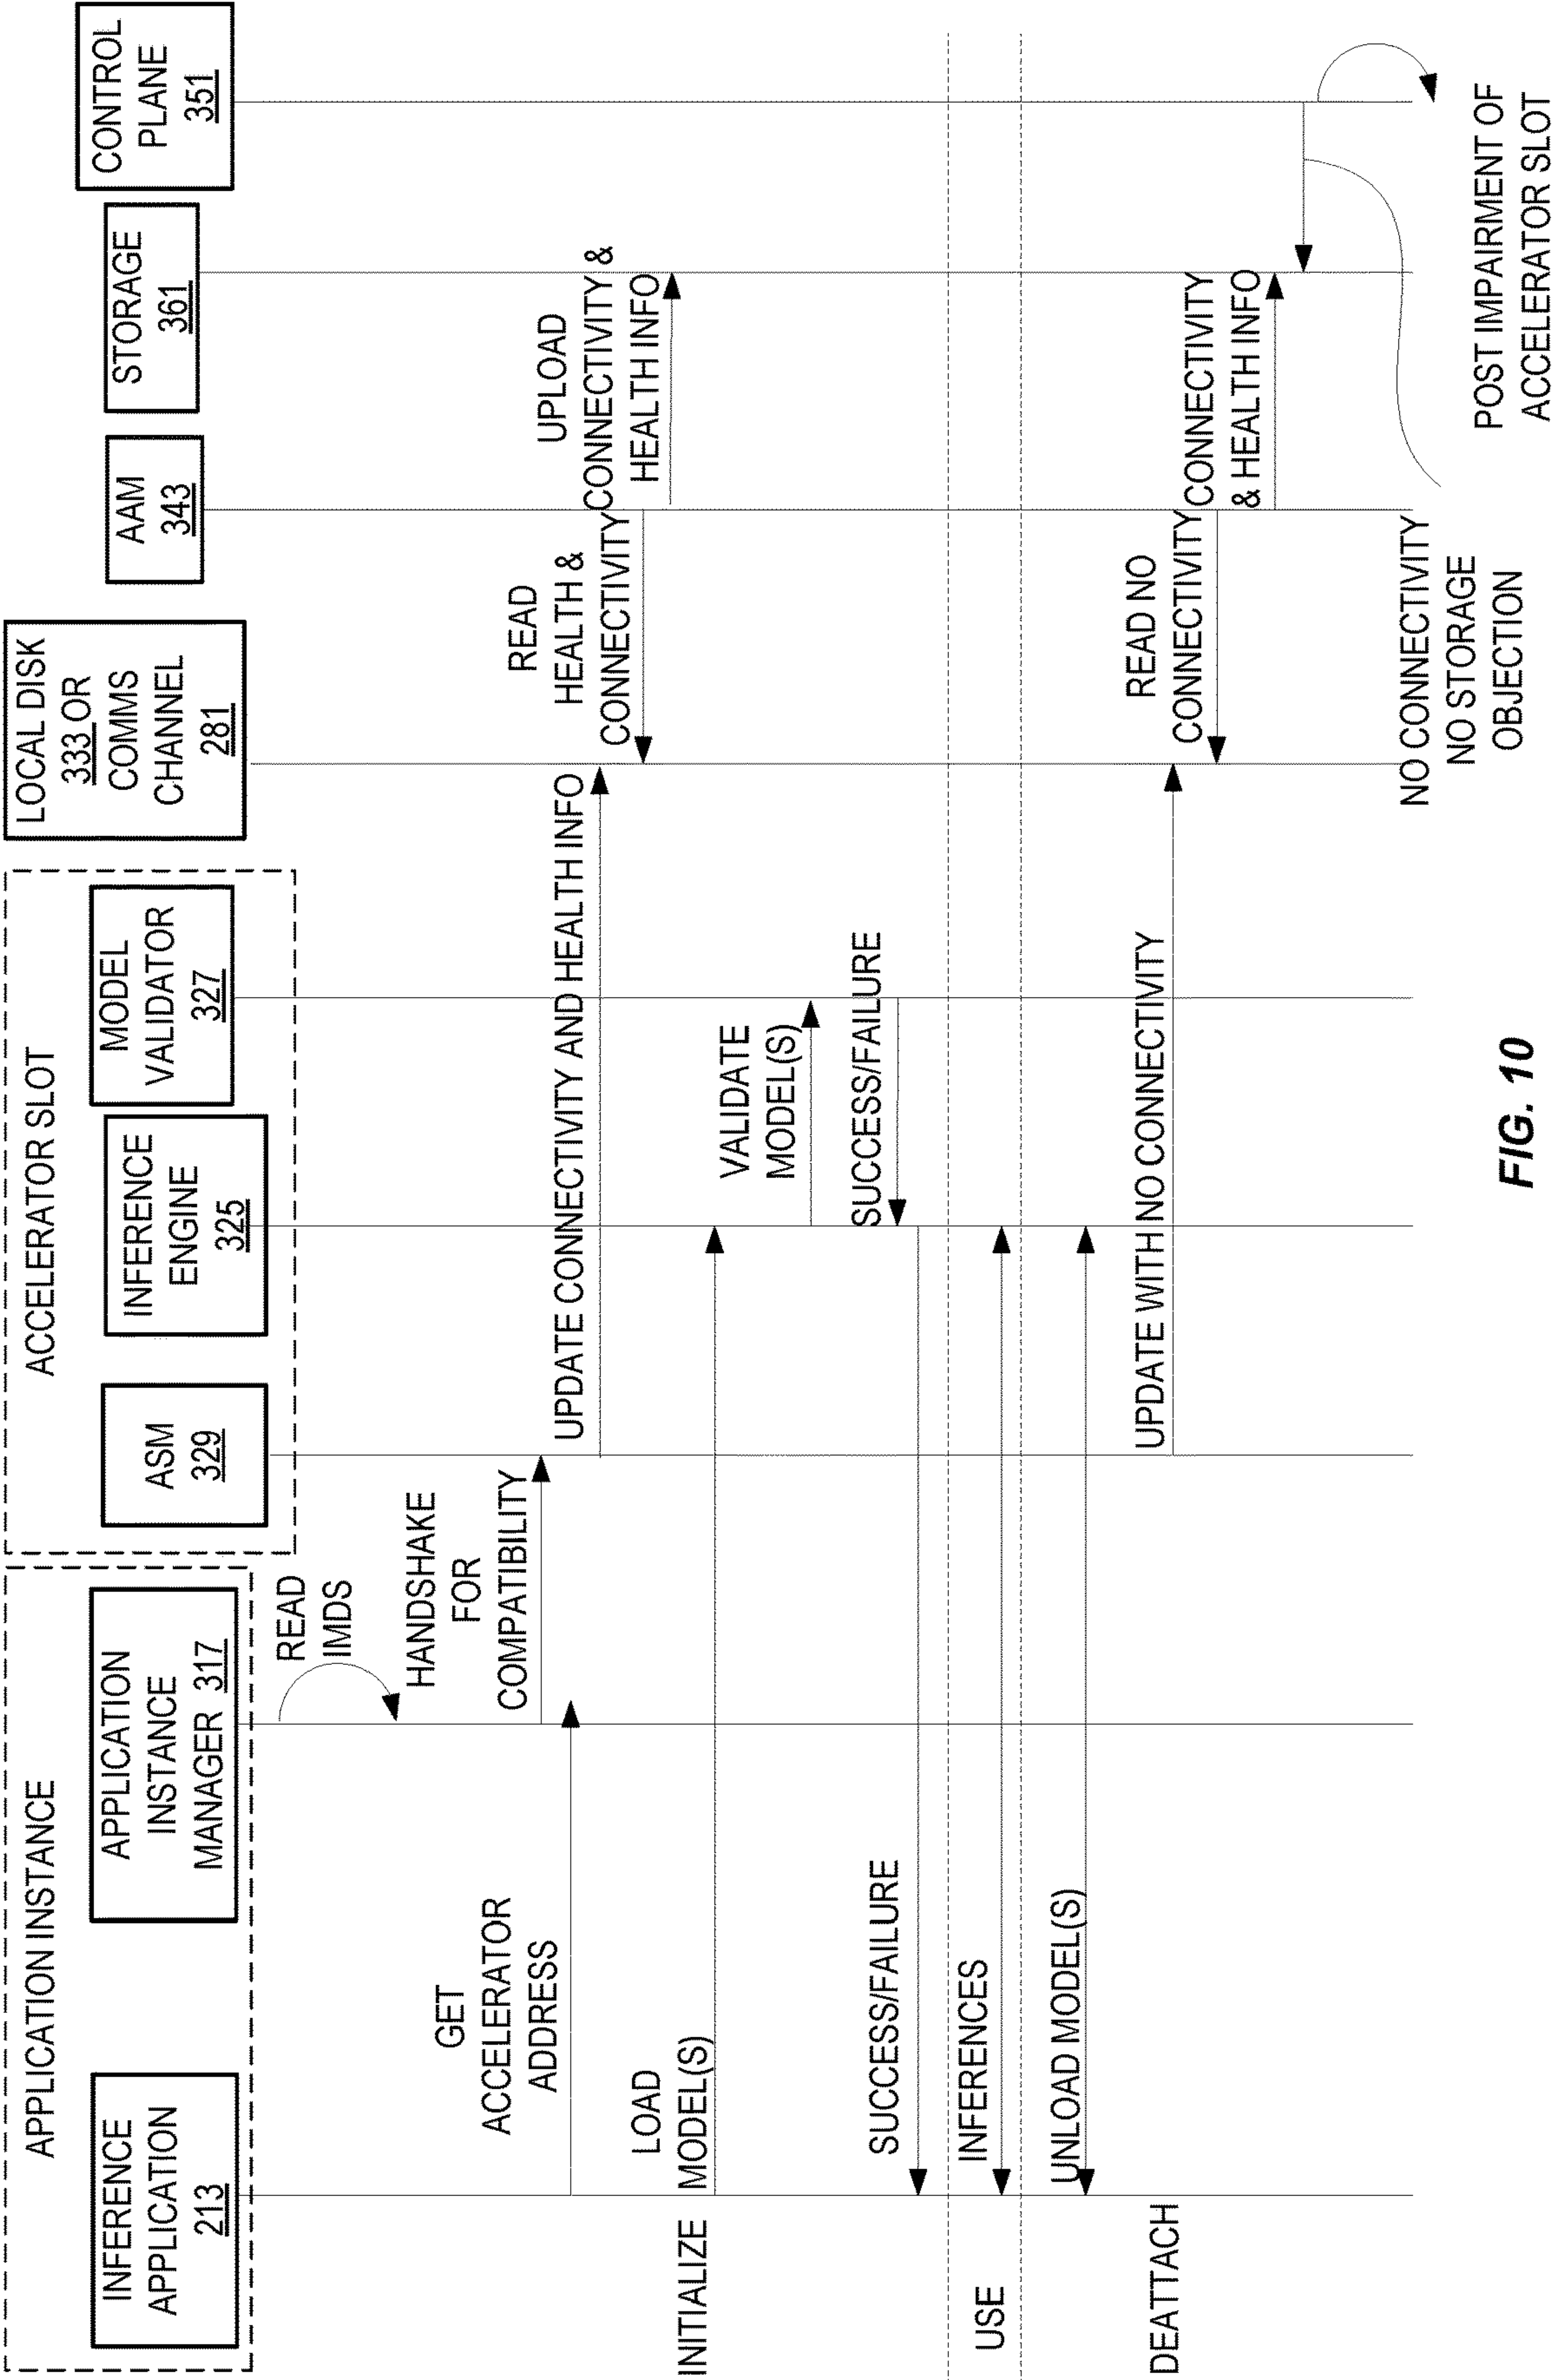 APPLICATION INSTANCE
INFERENCE
APPLICATION
213
APPLICATION
INSTANCE
MANAGER 317
ACCELERATOR SLOT
ASM
329
INFERENCE
ENGINE
325
MODEL
VALIDATOR
327
LOCAL DISK
333 OR
COMMS
CHANNEL
281
AAM
343
STORAGE
361
CONTROL
PLANE
351
READ
IMDS
HANDSHAKE
FOR
COMPATIBILITY
GET
ACCELERATOR
ADDRESS
UPDATE CONNECTIVITY AND HEALTH INFO
READ
HEALTH &
CONNECTIVITY
UPLOAD
CONNECTIVITY &
HEALTH INFO
INITIALIZE
LOAD
MODEL(S)
VALIDATE
MODEL(S)
SUCCESS/FAILURE
SUCCESS/FAILURE
USE
INFERENCES
UNLOAD MODEL(S)
DEATTACH
UPDATE WITH NO CONNECTIVITY
READ NO
CONNECTIVITY
CONNECTIVITY
& HEALTH INFO
NO CONNECTIVITY
NO STORAGE
OBJECTION
POST IMPAIRMENT OF
ACCELERATOR SLOT
FIG. 10